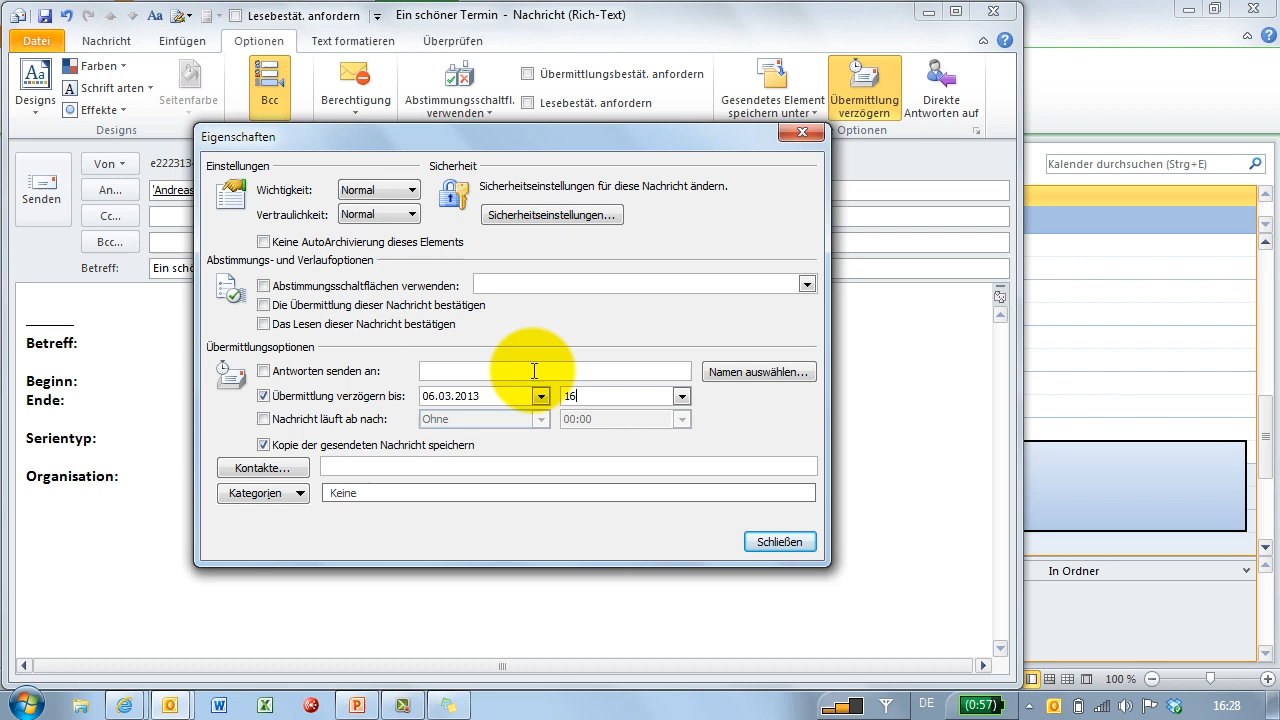 Lesebestät. anfordern
Ein schöner Termin - Nachricht (Rich-Text)
Datei Nachricht Einfügen Optionen Text formatieren Überprüfen
Aa
Designs
Farben
Schrift arten
Effekte
Seitenfarbe
Designs
Bcc
Berechtigung
Abstimmungsschaltfl. verwenden
Übermittlungsbestät. anfordern
Lesebestät. anfordern
Gesendetes Element speichern unter
Übermittlung verzögern
Direkte Antworten auf
Optionen
Eigenschaften
Einstellungen
Sicherheit
Wichtigkeit: Normal
Vertraulichkeit: Normal
Sicherheitseinstellungen für diese Nachricht ändern.
Sicherheitseinstellungen...
Keine AutoArchivierung dieses Elements
Abstimmungs- und Verlaufoptionen
Abstimmungsschaltflächen verwenden:
Die Übermittlung dieser Nachricht bestätigen
Das Lesen dieser Nachricht bestätigen
Übermittlungsoptionen
Antworten senden an:
Namen auswählen...
Übermittlung verzögern bis: 06.03.2013 16
Nachricht läuft ab nach: Ohne 00:00
Kopie der gesendeten Nachricht speichern
Kontakte...
Kategorien Keine
Schließen
Senden
Von e2223134
An... 'Andreas
Cc...
Bcc...
Betreff: Ein schö
Betreff:
Beginn:
Ende:
Serientyp:
Organisation:
Kalender durchsuchen (Strg+E)
In Ordner
100 %
DE
(0:57)
16:28